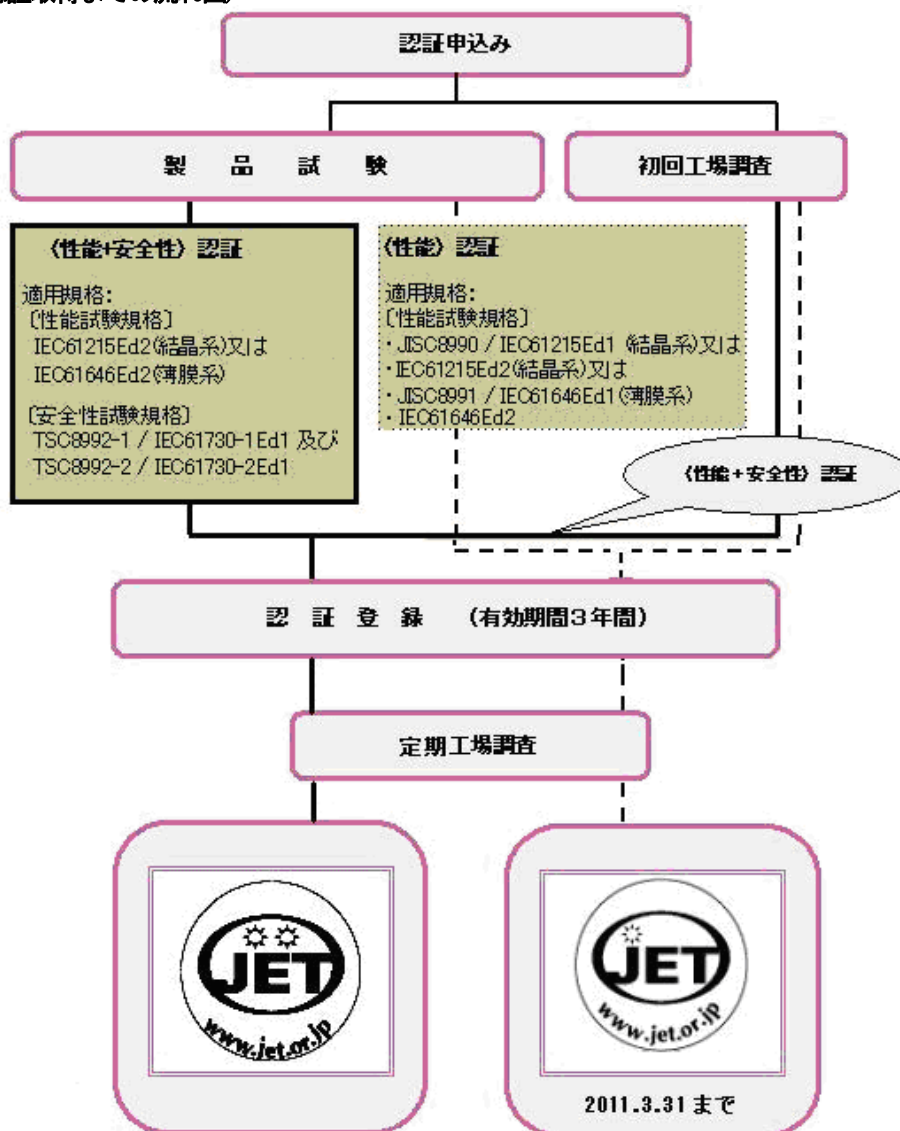 認証申込み
製 品 試 験
初回工場調査
〈性能+安全性〉 認証
適用規格:
〔性能試験規格〕
IEC61215Ed2(結晶系)又は
IEC61646Ed2(薄膜系)
〔安全性試験規格〕
TSC8992-1 / IEC61730-1Ed1 及び
TSC8992-2 / IEC61730-2Ed1
〈性能〉 認証
適用規格:
〔性能試験規格〕
・JISC8990 / IEC61215Ed1 (結晶系)又は
・IEC61215Ed2(結晶系)又は
・JISC8991 / IEC61646Ed1(薄膜系)
・IEC61646Ed2
〈性能+安全性〉 認証
認 証 登 録 (有効期間3年間)
定期工場調査
JET
www.jet.or.jp
JET
www.jet.or.jp
2011.3.31 まで